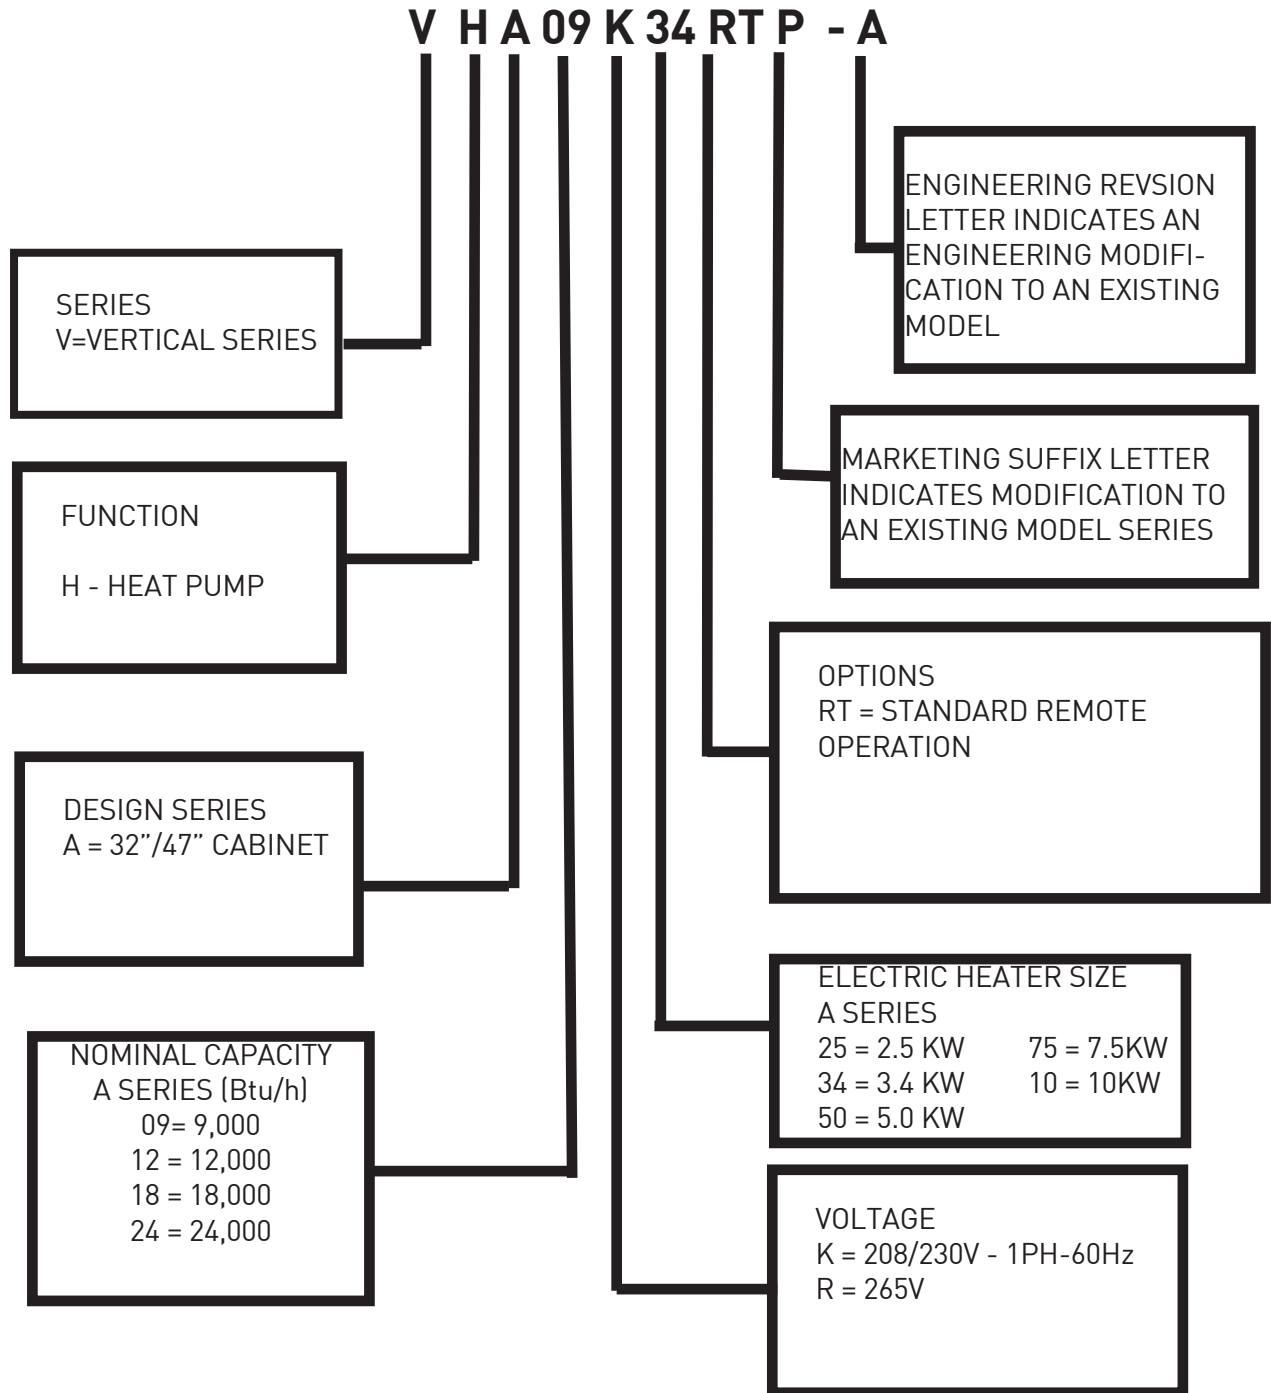 V H A 09 K 34 RT P - A
SERIES
V=VERTICAL SERIES
FUNCTION
H - HEAT PUMP
DESIGN SERIES
A = 32”/47” CABINET
NOMINAL CAPACITY
A SERIES (Btu/h)
09= 9,000
12 = 12,000
18 = 18,000
24 = 24,000
ENGINEERING REVSION
LETTER INDICATES AN
ENGINEERING MODIFI-
CATION TO AN EXISTING
MODEL
MARKETING SUFFIX LETTER
INDICATES MODIFICATION TO
AN EXISTING MODEL SERIES
OPTIONS
RT = STANDARD REMOTE
OPERATION
ELECTRIC HEATER SIZE
A SERIES
25 = 2.5 KW 75 = 7.5KW
34 = 3.4 KW 10 = 10KW
50 = 5.0 KW
VOLTAGE
K = 208/230V - 1PH-60Hz
R = 265V